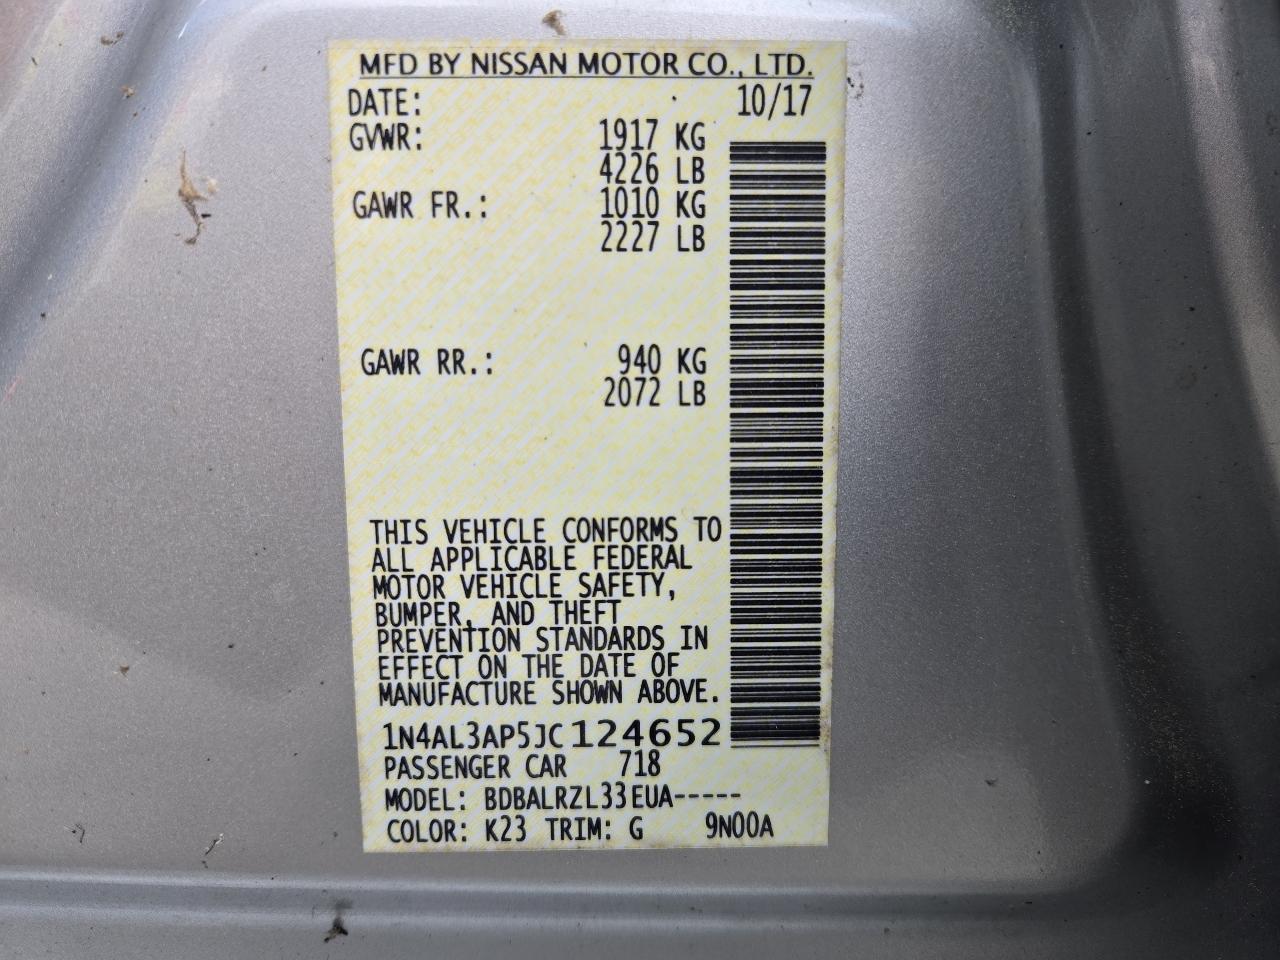 MFD BY NISSAN MOTOR CO., LTD.
DATE: 10/17
GVWR: 1917 KG
4226 LB
GAWR FR.: 1010 KG
2227 LB
GAWR RR.: 940 KG
2072 LB
THIS VEHICLE CONFORMS TO
ALL APPLICABLE FEDERAL
MOTOR VEHICLE SAFETY,
BUMPER, AND THEFT
PREVENTION STANDARDS IN
EFFECT ON THE DATE OF
MANUFACTURE SHOWN ABOVE.
1N4AL3AP5JC124652
PASSENGER CAR 718
MODEL: BDBALRZL33EUA-----
COLOR: K23 TRIM: G 9N00A